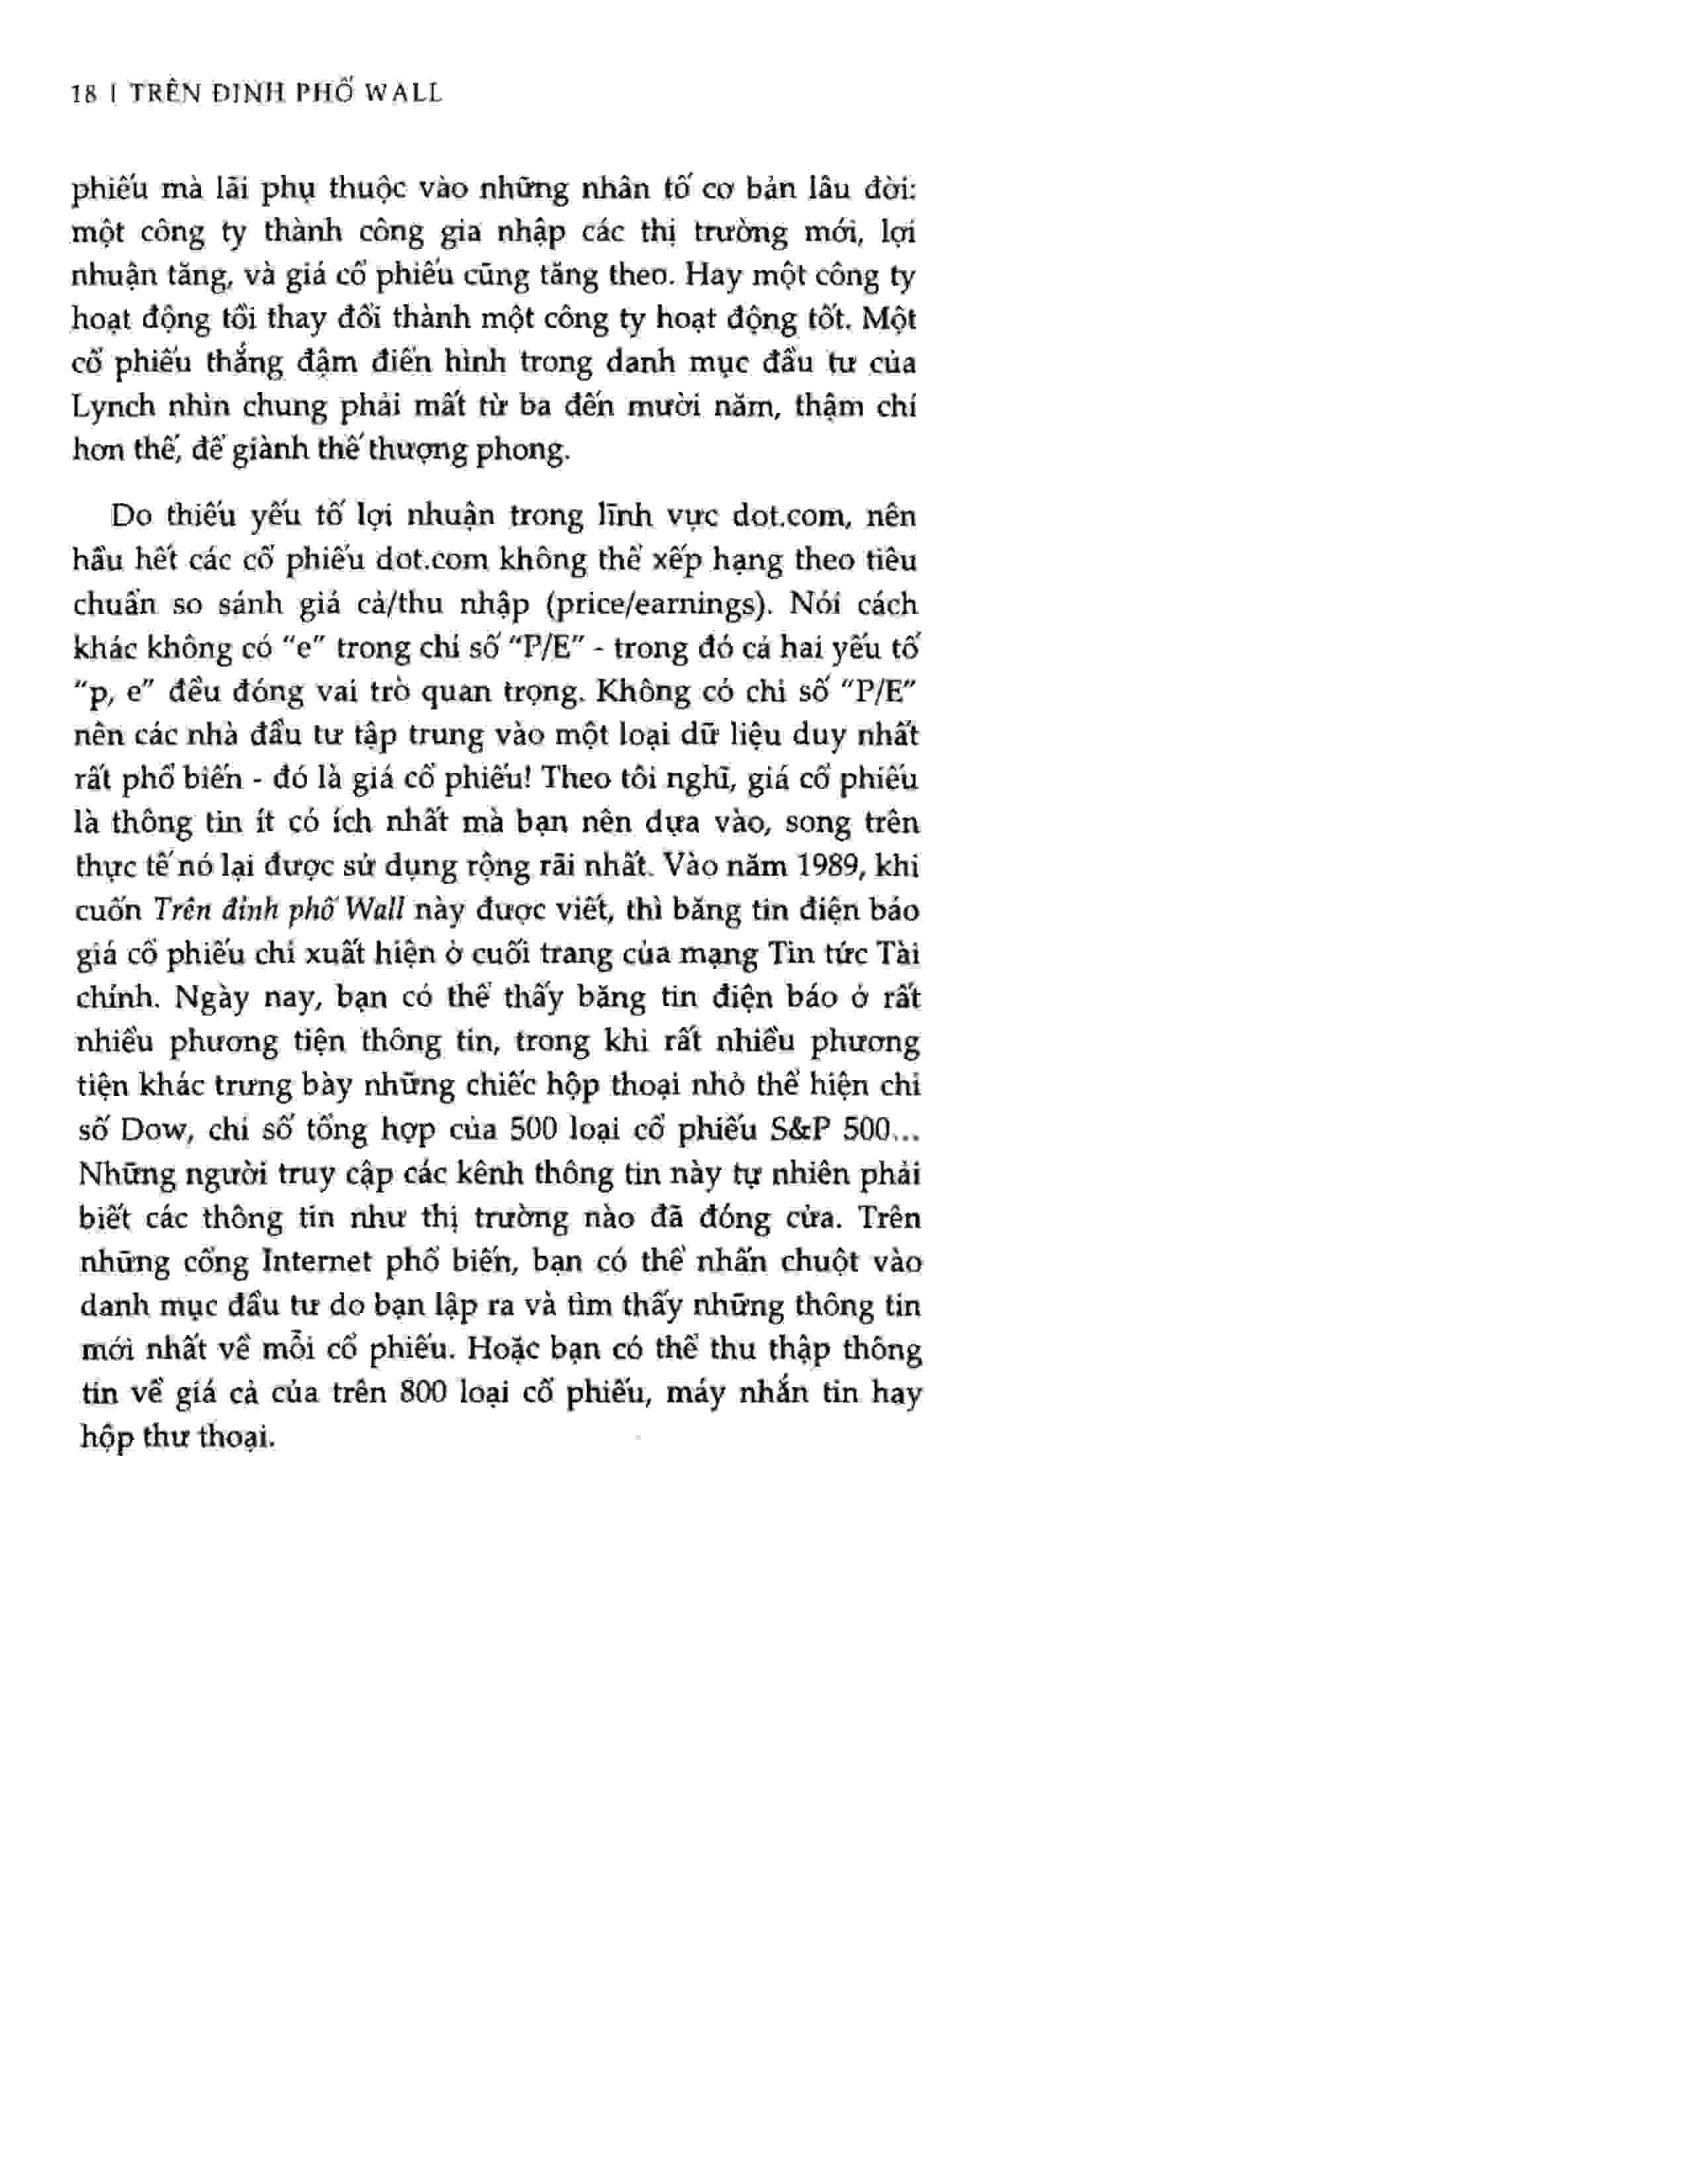 18 | TRÊN ĐỈNH PHỐ WALL
phiếu mà lãi phụ thuộc vào những nhân tố cơ bản lâu đời:
một công ty thành công gia nhập các thị trường mới, lợi
nhuận tăng, và giá cổ phiếu cũng tăng theo. Hay một công ty
hoạt động tồi thay đổi thành một công ty hoạt động tốt. Một
cổ phiếu thắng đậm điển hình trong danh mục đầu tư của
Lynch nhìn chung phải mất từ ba đến mười năm, thậm chí
hơn thế, để giành thế thượng phong.
Do thiếu yếu tố lợi nhuận trong lĩnh vực dot.com, nên
hầu hết các cổ phiếu dot.com không thể xếp hạng theo tiêu
chuẩn so sánh giá cả/thu nhập (price/earnings). Nói cách
khác không có “e” trong chỉ số “P/E” - trong đó cả hai yếu tố
“p, e” đều đóng vai trò quan trọng. Không có chỉ số “P/E”
nên các nhà đầu tư tập trung vào một loại dữ liệu duy nhất
rất phổ biến - đó là giá cổ phiếu! Theo tôi nghĩ, giá cổ phiếu
là thông tin ít có ích nhất mà bạn nên dựa vào, song trên
thực tế nó lại được sử dụng rộng rãi nhất. Vào năm 1989, khi
cuốn Trên đỉnh phố Wall này được viết, thì băng tin điện báo
giá cổ phiếu chỉ xuất hiện ở cuối trang của mạng Tin tức Tài
chính. Ngày nay, bạn có thể thấy băng tin điện báo ở rất
nhiều phương tiện thông tin, trong khi rất nhiều phương
tiện khác trưng bày những chiếc hộp thoại nhỏ thể hiện chỉ
số Dow, chỉ số tổng hợp của 500 loại cổ phiếu S&P 500...
Những người truy cập các kênh thông tin này tự nhiên phải
biết các thông tin như thị trường nào đã đóng cửa. Trên
những cổng Internet phổ biến, bạn có thể nhấn chuột vào
danh mục đầu tư do bạn lập ra và tìm thấy những thông tin
mới nhất về mỗi cổ phiếu. Hoặc bạn có thể thu thập thông
tin về giá cả của trên 800 loại cổ phiếu, máy nhắn tin hay
hộp thư thoại.